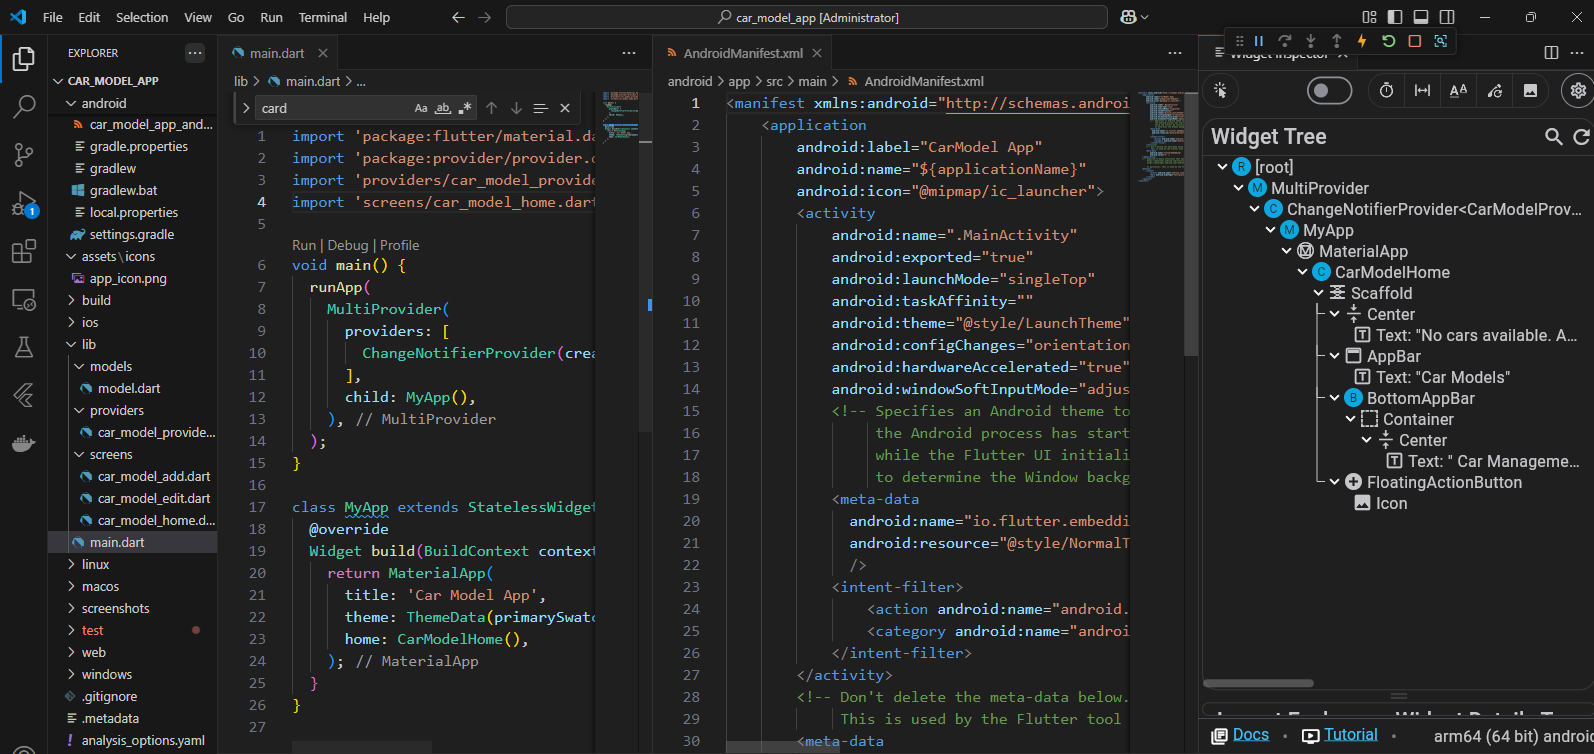 File Edit Selection View Go Run Terminal Help
car_model_app [Administrator]
EXPLORER
CAR_MODEL_APP
android
car_model_app_and...
gradle.properties
gradlew
gradlew.bat
local.properties
settings.gradle
assets\icons
app_icon.png
build
ios
lib
models
model.dart
providers
car_model_provide...
screens
car_model_add.dart
car_model_edit.dart
car_model_home.d...
main.dart
linux
macos
screenshots
test
web
windows
.gitignore
.metadata
analysis_options.yaml
1
main.dart
lib > main.dart > ...
card
Aa ab .*
1 import 'package:flutter/material.da
2 import 'package:provider/provider.d
3 import 'providers/car_model_provide
4 import 'screens/car_model_home.dart
5
Run | Debug | Profile
6 void main() {
7 runApp(
8 MultiProvider(
9 providers: [
10 ChangeNotifierProvider(crea
11 ],
12 child: MyApp(),
13 ), // MultiProvider
14 );
15 }
16
17 class MyApp extends StatelessWidget
18 @override
19 Widget build(BuildContext context
20 return MaterialApp(
21 title: 'Car Model App',
22 theme: ThemeData(primarySwatc
23 home: CarModelHome(),
24 ); // MaterialApp
25 }
26 }
27
AndroidManifest.xml
android > app > src > main > AndroidManifest.xml
1 <manifest xmlns:android="http://schemas.androi
2 <application
3 android:label="CarModel App"
4 android:name="${applicationName}"
5 android:icon="@mipmap/ic_launcher">
6 <activity
7 android:name=".MainActivity"
8 android:exported="true"
9 android:launchMode="singleTop"
10 android:taskAffinity=""
11 android:theme="@style/LaunchTheme"
12 android:configChanges="orientation
13 android:hardwareAccelerated="true"
14 android:windowSoftInputMode="adjus
15 <!-- Specifies an Android theme to
16 the Android process has start
17 while the Flutter UI initiali
18 to determine the Window backg
19 <meta-data
20 android:name="io.flutter.embeddi
21 android:resource="@style/NormalT
22 />
23 <intent-filter>
24 <action android:name="android.
25 <category android:name="androi
26 </intent-filter>
27 </activity>
28 <!-- Don't delete the meta-data below.
29 This is used by the Flutter tool
30 <meta-data
Widget Inspector
Widget Tree
R [root]
M MultiProvider
C ChangeNotifierProvider<CarModelProv...
M MyApp
MaterialApp
C CarModelHome
Scaffold
Center
T Text: "No cars available. A...
AppBar
T Text: "Car Models"
B BottomAppBar
Container
Center
T Text: " Car Manageme...
FloatingActionButton
Icon
Docs • Tutorial • arm64 (64 bit) android